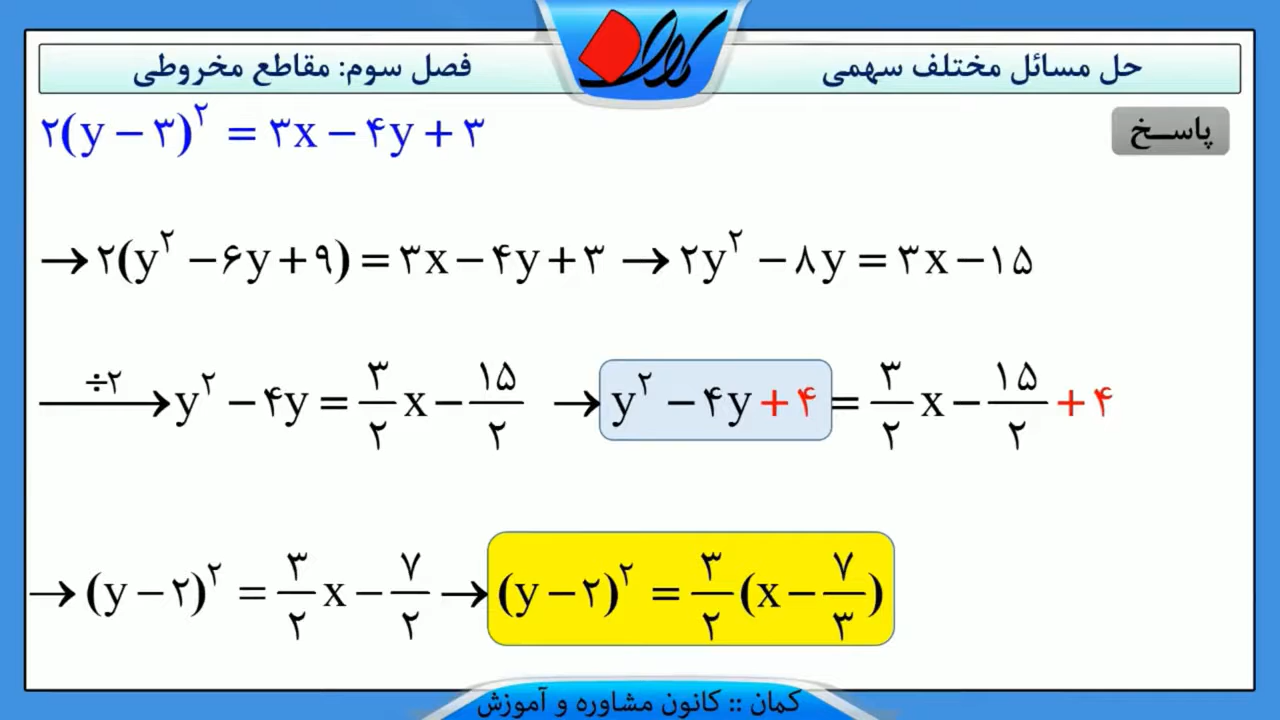 حل مسائل مختلف سهمی
کمان
فصل سوم: مقاطع مخروطی
پاســخ
۲(y − ۳)^۲ = ۳x − ۴y + ۳
→ ۲(y^۲ − ۶y + ۹) = ۳x − ۴y + ۳ → ۲y^۲ − ۸y = ۳x − ۱۵
÷۲→ y^۲ − ۴y = ۳/۲ x − ۱۵/۲ → y^۲ − ۴y + ۴ = ۳/۲ x − ۱۵/۲ + ۴
→ (y − ۲)^۲ = ۳/۲ x − ۷/۲ → (y − ۲)^۲ = ۳/۲ (x − ۷/۳)
کمان :: کانون مشاوره و آموزش